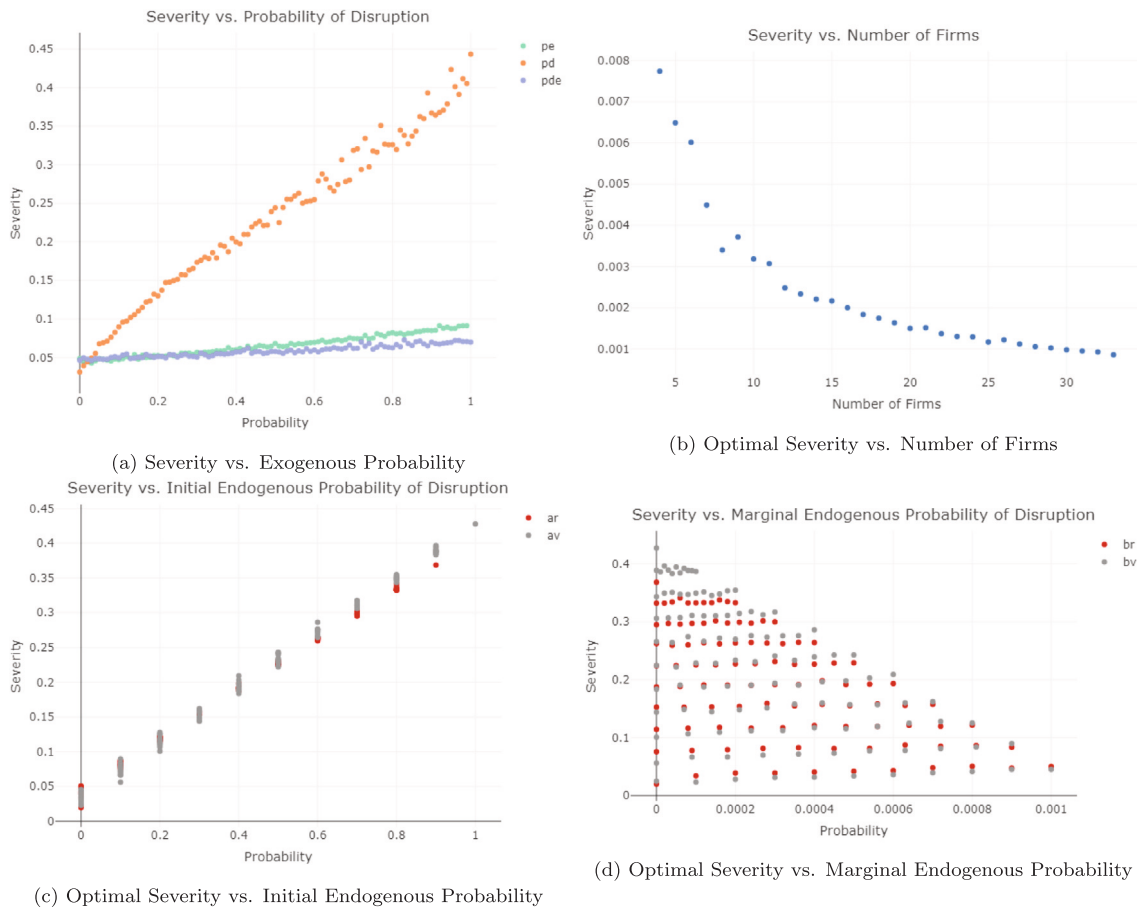 Severity vs. Probability of Disruption
0.45
0.4
0.35
0.3
0.25
0.2
0.15
0.1
0.05
Severity
0
0.2
0.4
0.6
0.8
1
Probability
pe
pd
pde
(a) Severity vs. Exogenous Probability
Severity vs. Number of Firms
0.008
0.007
0.006
0.005
0.004
0.003
0.002
0.001
Severity
5
10
15
20
25
30
Number of Firms
(b) Optimal Severity vs. Number of Firms
Severity vs. Initial Endogenous Probability of Disruption
0.45
0.4
0.35
0.3
0.25
0.2
0.15
0.1
0.05
0
Severity
0
0.2
0.4
0.6
0.8
1
Probability
ar
av
(c) Optimal Severity vs. Initial Endogenous Probability
Severity vs. Marginal Endogenous Probability of Disruption
0.4
0.3
0.2
0.1
0
Severity
0
0.0002
0.0004
0.0006
0.0008
0.001
Probability
br
bv
(d) Optimal Severity vs. Marginal Endogenous Probability